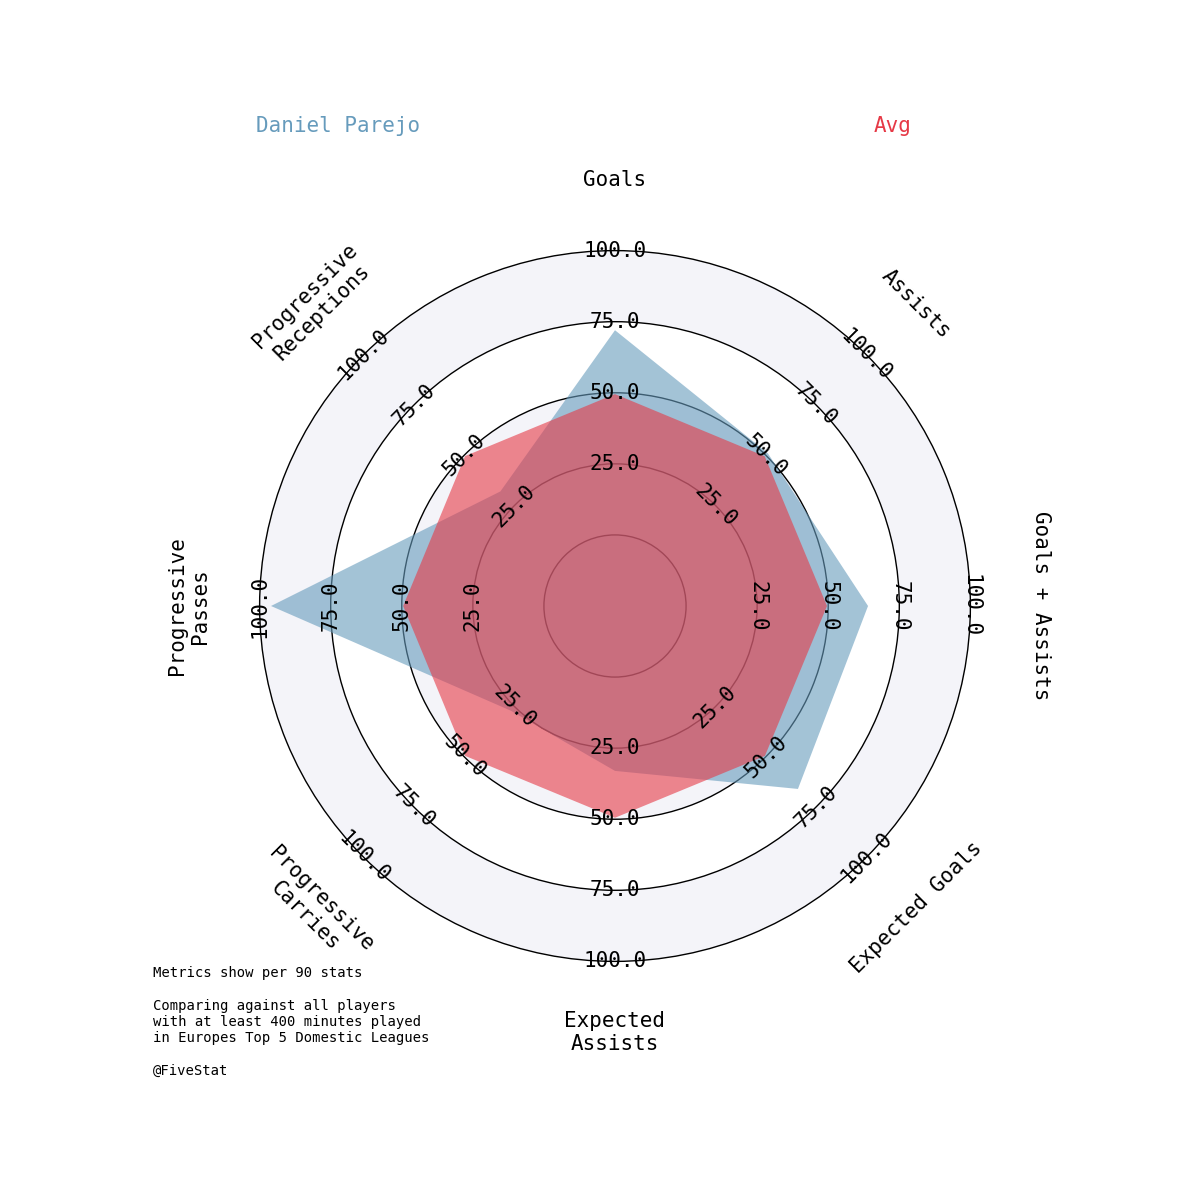 Daniel Parejo
Avg
Goals
Assists
Goals + Assists
Expected Goals
Expected
Assists
Progressive
Carries
Progressive
Passes
Progressive
Receptions
25.0
50.0
75.0
100.0
25.0
50.0
75.0
100.0
25.0
50.0
75.0
100.0
25.0
50.0
75.0
100.0
25.0
50.0
75.0
100.0
25.0
50.0
75.0
100.0
25.0
50.0
75.0
100.0
25.0
50.0
75.0
100.0
Metrics show per 90 stats
Comparing against all players
with at least 400 minutes played
in Europes Top 5 Domestic Leagues
@FiveStat